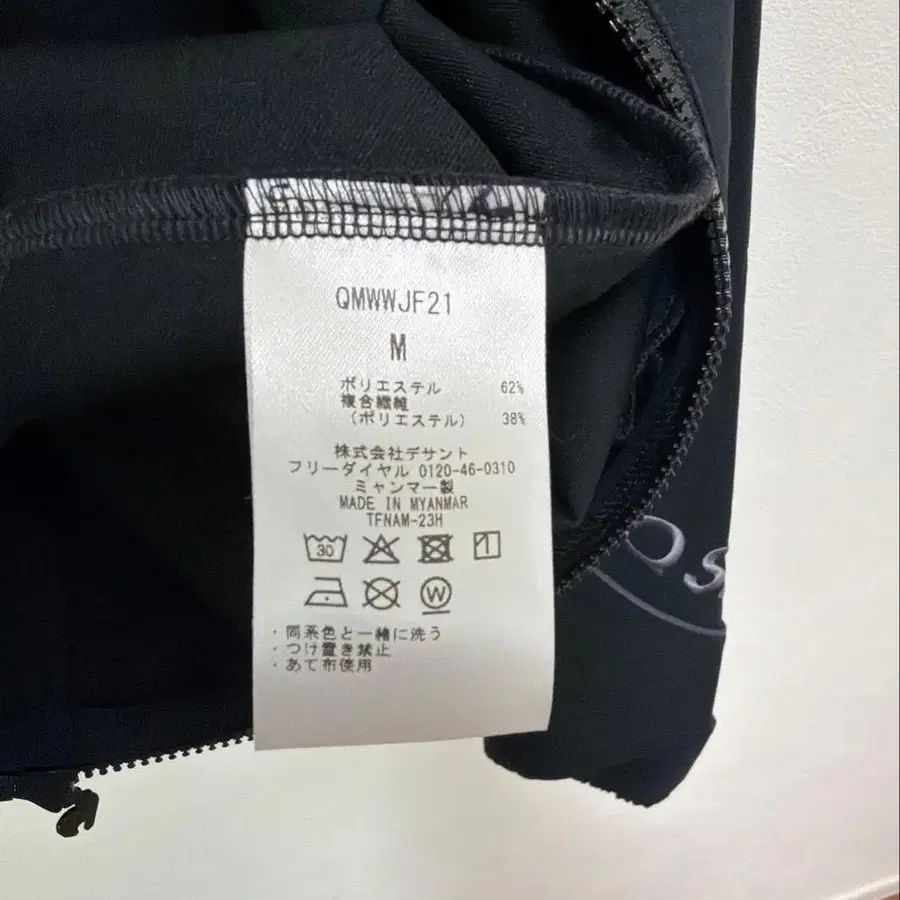 QMWWJF21
M
ポリエステル 62%
複合繊維
(ポリエステル) 38%
株式会社デサント
フリーダイヤル 0120-46-0310
ミャンマー製
MADE IN MYANMAR
TFNAM-23H
30
W
・同系色と一緒に洗う
・つけ置き禁止
・あて布使用
os